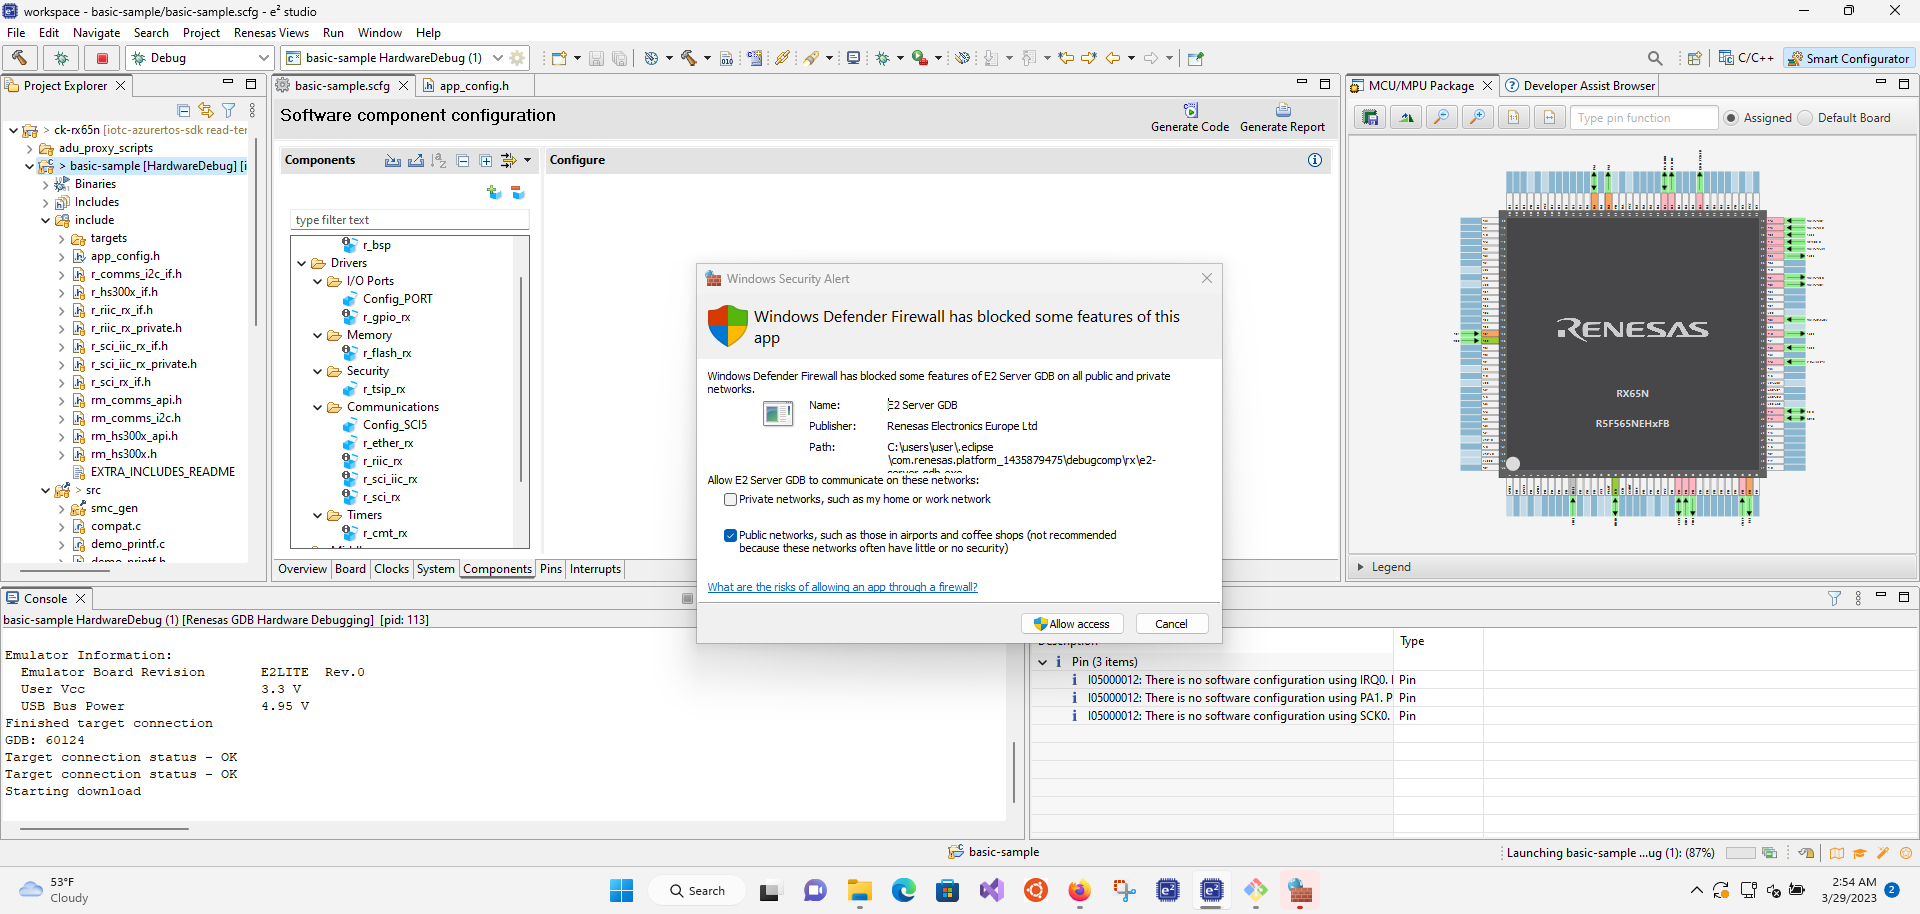 workspace - basic-sample/basic-sample.scfg - e² studio
File Edit Navigate Search Project Renesas Views Run Window Help
Debug
basic-sample HardwareDebug (1)
C/C++
Smart Configurator
Project Explorer
ck-rx65n [iotc-azurertos-sdk read-ter
adu_proxy_scripts
> basic-sample [HardwareDebug] [i
Binaries
Includes
include
targets
app_config.h
r_comms_i2c_if.h
r_hs300x_if.h
r_riic_rx_if.h
r_riic_rx_private.h
r_sci_iic_rx_if.h
r_sci_iic_rx_private.h
r_sci_rx_if.h
rm_comms_api.h
rm_comms_i2c.h
rm_hs300x_api.h
rm_hs300x.h
EXTRA_INCLUDES_README
> src
smc_gen
compat.c
demo_printf.c
demo_printf.h
basic-sample.scfg
app_config.h
Software component configuration
Generate Code
Generate Report
Components
Configure
type filter text
r_bsp
Drivers
I/O Ports
Config_PORT
r_gpio_rx
Memory
r_flash_rx
Security
r_tsip_rx
Communications
Config_SCI5
r_ether_rx
r_riic_rx
r_sci_iic_rx
r_sci_rx
Timers
r_cmt_rx
Overview Board Clocks System Components Pins Interrupts
Windows Security Alert
Windows Defender Firewall has blocked some features of this
app
Windows Defender Firewall has blocked some features of E2 Server GDB on all public and private
networks.
Name: E2 Server GDB
Publisher: Renesas Electronics Europe Ltd
Path: C:\users\user\.eclipse
\com.renesas.platform_1435879475\debugcomp\rx\e2-
server-gdb.exe
Allow E2 Server GDB to communicate on these networks:
Private networks, such as my home or work network
Public networks, such as those in airports and coffee shops (not recommended
because these networks often have little or no security)
What are the risks of allowing an app through a firewall?
Allow access
Cancel
MCU/MPU Package
Developer Assist Browser
Type pin function
Assigned
Default Board
RENESAS
RX65N
R5F565NEHxFB
Legend
Console
basic-sample HardwareDebug (1) [Renesas GDB Hardware Debugging] [pid: 113]
Emulator Information:
Emulator Board Revision E2LITE Rev.0
User Vcc 3.3 V
USB Bus Power 4.95 V
Finished target connection
GDB: 60124
Target connection status - OK
Target connection status - OK
Starting download
Description
Type
Pin (3 items)
I05000012: There is no software configuration using IRQ0. Pin
I05000012: There is no software configuration using PA1. P Pin
I05000012: There is no software configuration using SCK0. Pin
basic-sample
Launching basic-sample ...ug (1): (87%)
53°F
Cloudy
Search
2:54 AM
3/29/2023
2